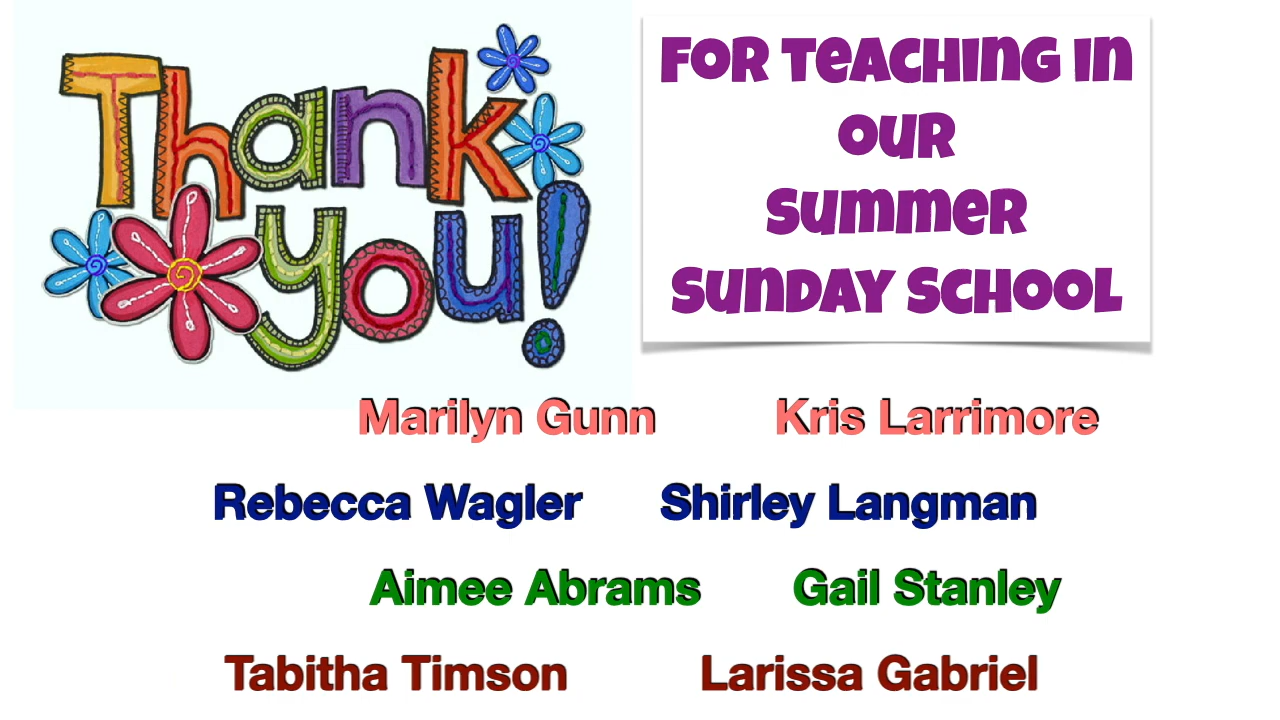 Thank
you!
FOR TEACHING IN
OUR
SUMMER
SUNDAY SCHOOL
Marilyn Gunn Kris Larrimore
Rebecca Wagler Shirley Langman
Aimee Abrams Gail Stanley
Tabitha Timson Larissa Gabriel